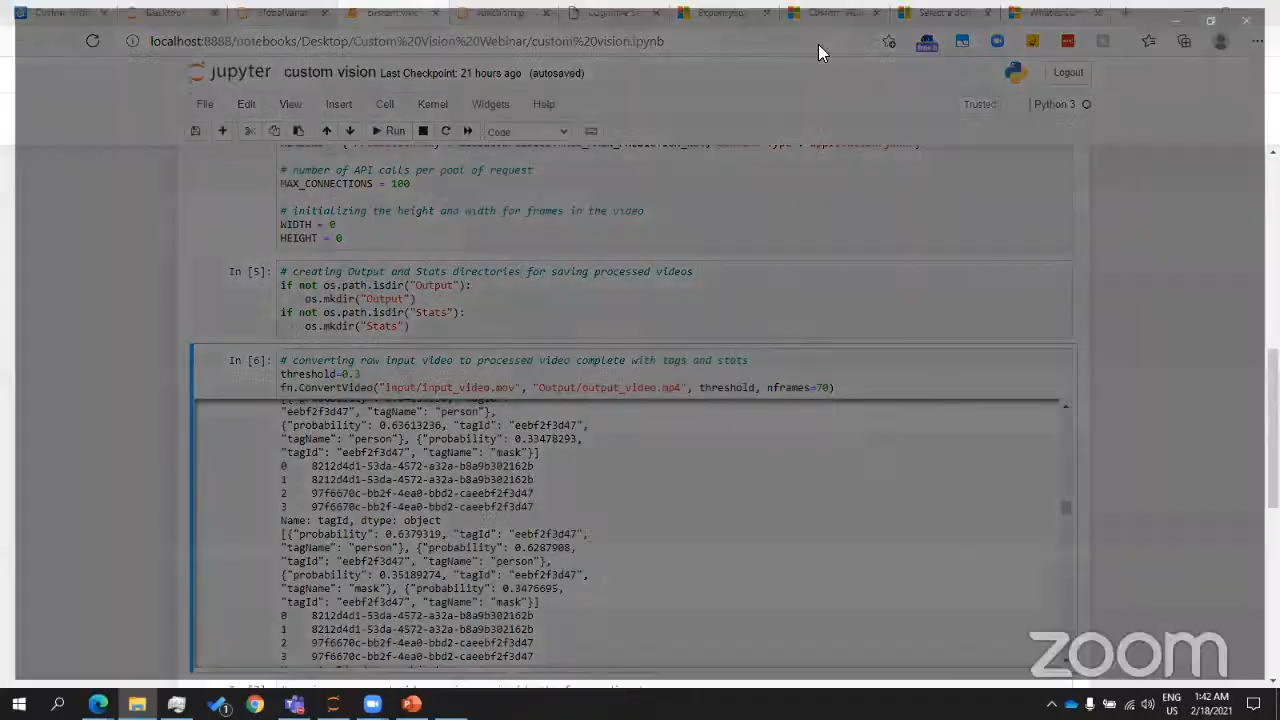 localhost:8888/notebooks/Desktop/Custom%20Vision%20Webinar/custom%20vision.ipynb
jupyter custom vision Last Checkpoint: 21 hours ago (autosaved)
Logout
File Edit View Insert Cell Kernel Widgets Help
Trusted
Python 3
Run
Code
# number of API calls per pool of request
MAX_CONNECTIONS = 100
# initializing the height and width for frames in the video
WIDTH = 0
HEIGHT = 0
In [5]: # creating Output and Stats directories for saving processed videos
if not os.path.isdir("Output"):
os.mkdir("Output")
if not os.path.isdir("Stats"):
os.mkdir("Stats")
In [6]: # converting raw input video to processed video complete with tags and stats
threshold=0.3
fn.ConvertVideo("input/input_video.mov", "Output/output_video.mp4", threshold, nframes=70)
"eebf2f3d47", "tagName": "person"},
{"probability": 0.63613236, "tagId": "eebf2f3d47",
"tagName": "person"}, {"probability": 0.33478293,
"tagId": "eebf2f3d47", "tagName": "mask"}]
0 8212d4d1-53da-4572-a32a-b8a9b302162b
1 8212d4d1-53da-4572-a32a-b8a9b302162b
2 97f6670c-bb2f-4ea0-bbd2-caeebf2f3d47
3 97f6670c-bb2f-4ea0-bbd2-caeebf2f3d47
Name: tagId, dtype: object
[{"probability": 0.6379319, "tagId": "eebf2f3d47",
"tagName": "person"}, {"probability": 0.6287908,
"tagId": "eebf2f3d47", "tagName": "person"},
{"probability": 0.35189274, "tagId": "eebf2f3d47",
"tagName": "mask"}, {"probability": 0.3476695,
"tagId": "eebf2f3d47", "tagName": "mask"}]
0 8212d4d1-53da-4572-a32a-b8a9b302162b
1 8212d4d1-53da-4572-a32a-b8a9b302162b
2 97f6670c-bb2f-4ea0-bbd2-caeebf2f3d47
3 97f6670c-bb2f-4ea0-bbd2-caeebf2f3d47
zoom
ENG
US
1:42 AM
2/18/2021